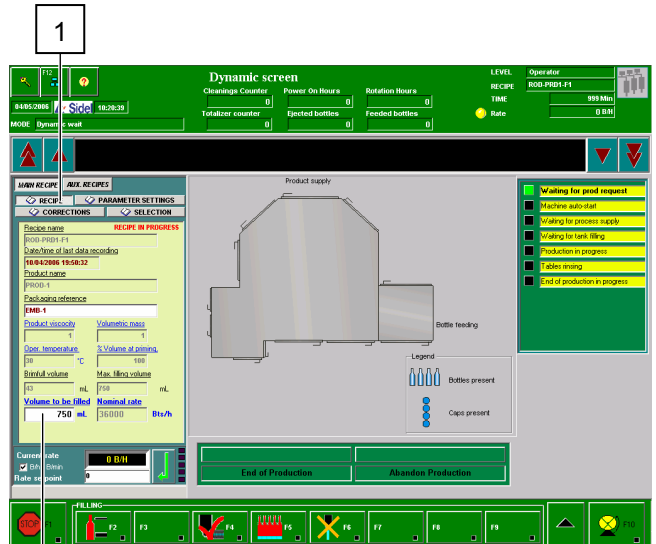 1
F12
?
Dynamic screen
LEVEL Operator
RECIPE ROD-PRD1-F1
TIME 999 Min
Rate 0 B/H
Cleanings Counter Power On Hours Rotation Hours
0 0 0
04/05/2006 Sidel 10:20:39
Totalizer counter Ejected bottles Feeded bottles
0 0 0
MODE Dynamic wait
MAIN RECIPE AUX. RECIPES
RECIPE PARAMETER SETTINGS
CORRECTIONS SELECTION
Recipe name RECIPE IN PROGRESS
ROD-PRD1-F1
Date/time of last data recording
10/04/2006 19:50:32
Product name
PROD-1
Packaging reference
EMB-1
Product viscocity Volumetric mass
1 1
Oper. temperature. % Volume at priming.
30 °C 100
Brimfull volume Max. filling volume
43 mL 750 mL
Volume to be filled Nominal rate
750 mL 36000 Bts/h
Current rate
0 B/H
B/h B/min
Rate setpoint 0
Product supply
Bottle feeding
Legend
Bottles present
Caps present
End of Production Abandon Production
Waiting for prod request
Machine auto-start
Waiting for process supply
Waiting for tank filling
Production in progress
Tables rinsing
End of production in progress
FILLING
STOP F1 F2 F3 F4 F5 F6 F7 F8 F9 F10